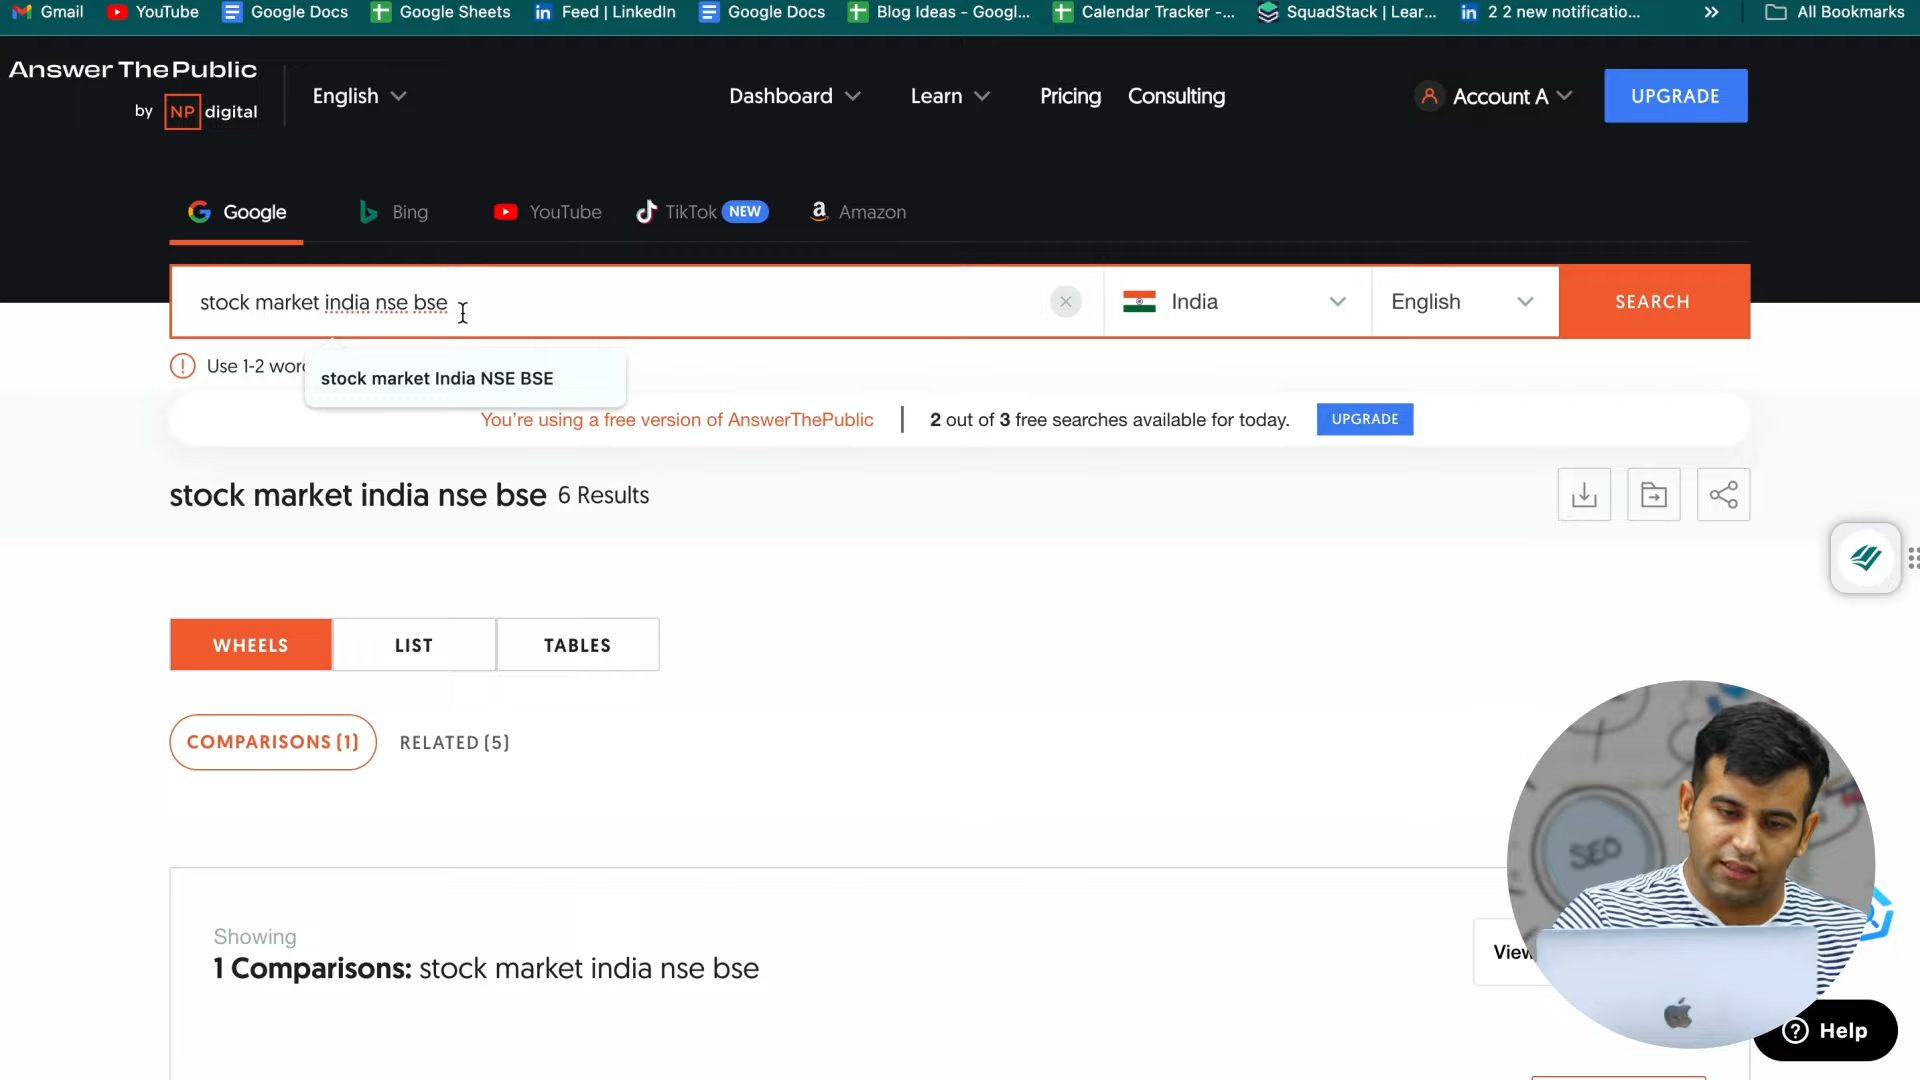 Gmail YouTube Google Docs Google Sheets Feed | LinkedIn Google Docs Blog Ideas - Googl... Calendar Tracker -... SquadStack | Lear... 2 2 new notificatio... » All Bookmarks
AnswerThePublic
by NP digital
English
Dashboard Learn Pricing Consulting
Account A
UPGRADE
Google Bing YouTube TikTok NEW Amazon
stock market india nse bse
India
English
SEARCH
Use 1-2
stock market India NSE BSE
You're using a free version of AnswerThePublic | 2 out of 3 free searches available for today. UPGRADE
stock market india nse bse 6 Results
WHEELS LIST TABLES
COMPARISONS (1) RELATED (5)
Showing
1 Comparisons: stock market india nse bse
View
SEO
Help